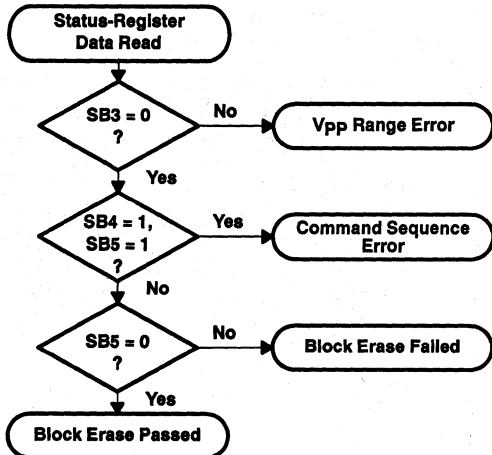 Status-Register
Data Read
SB3 = 0
?
No
VPP Range Error
Yes
SB4 = 1,
SB5 = 1
?
Yes
Command Sequence
Error
No
SB5 = 0
?
No
Block Erase Failed
Yes
Block Erase Passed